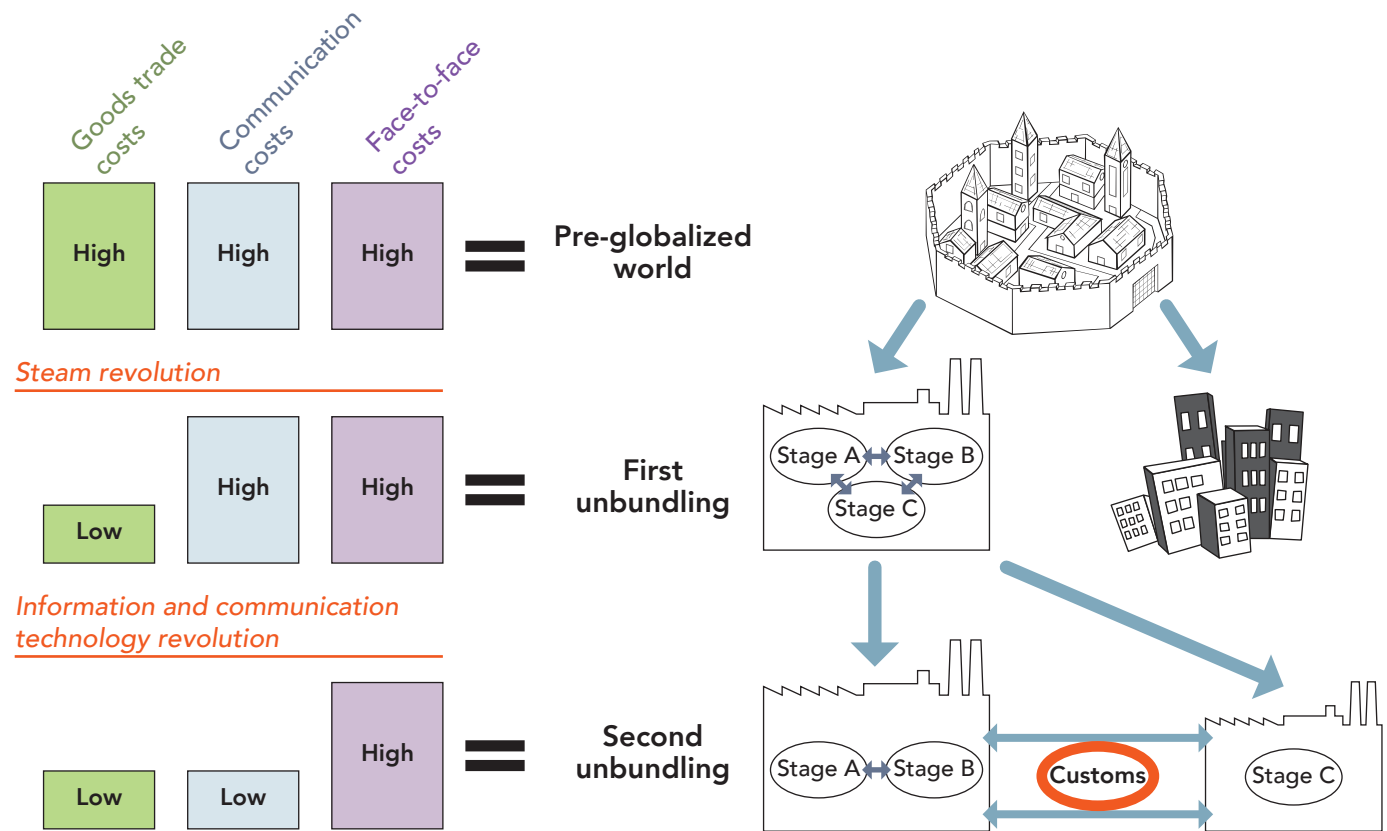 Goods trade
costs
Communication
costs
Face-to-face
costs
High
High
High
Pre-globalized
world
Steam revolution
Low
High
High
First
unbundling
Stage A
Stage B
Stage C
Information and communication
technology revolution
Low
Low
High
Second
unbundling
Stage A
Stage B
Customs
Stage C